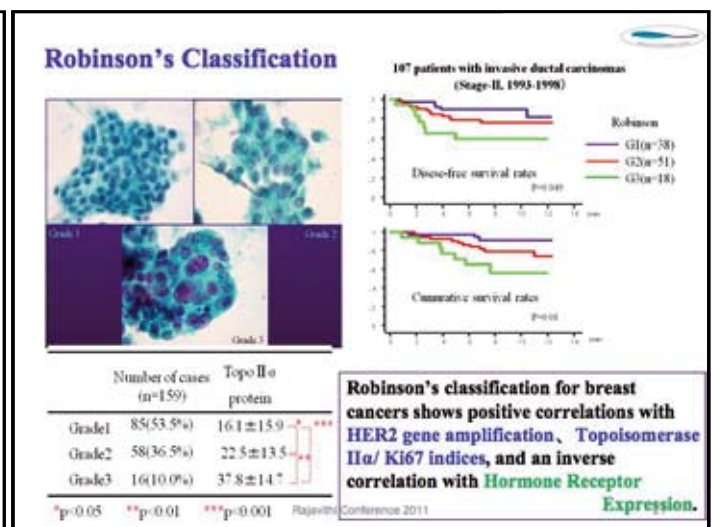 Robinson's Classification
107 patients with invasive ductal carcinomas
(Stage-II, 1993-1998)
Grade 1
Grade 2
Grade 3
Robinson
G1(n=38)
G2(n=51)
G3(n=18)
Disese-free survival rates
P=0.049
Cumurative survival rates
Number of cases
(n=159)
Topo II α
protein
Grade1 85(53.5%) 16.1±15.9 * ***
Grade2 58(36.5%) 22.5±13.5 **
Grade3 16(10.0%) 37.8±14.7
*p<0.05 **p<0.01 ***p<0.001
Rajavithi Conference 2011
Robinson's classification for breast
cancers shows positive correlations with
HER2 gene amplification、 Topoisomerase
IIα/ Ki67 indices, and an inverse
correlation with Hormone Receptor
Expression.